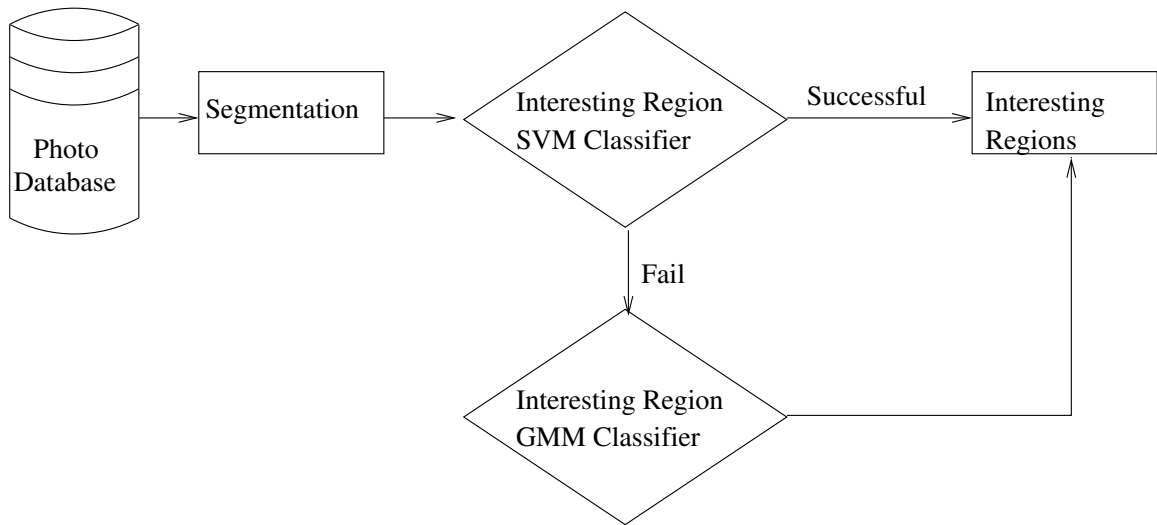 Photo
Database
Segmentation
Interesting Region
SVM Classifier
Successful
Interesting
Regions
Fail
Interesting Region
GMM Classifier